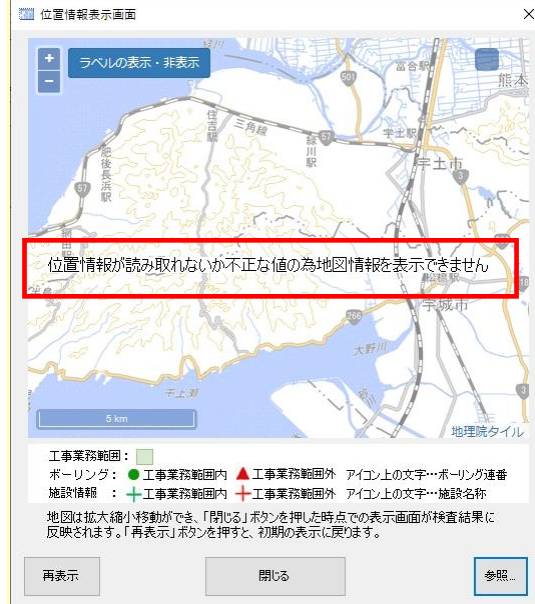 位置情報表示画面
+
ラベルの表示・非表示
−
緑川
501
富合駅
熊本
住吉駅
三角線
緑川駅
宇土駅
宇土市
肥後長浜駅
57
57
3
位置情報が読み取れないか不正な値の為地図情報を表示できません
松橋駅
宇城市
266
大野川
3
5 km
地理院タイル
工事業務範囲：
ボーリング： 工事業務範囲内 工事業務範囲外 アイコン上の文字…ボーリング連番
施設情報 ： 工事業務範囲内 工事業務範囲外 アイコン上の文字…施設名称
地図は拡大縮小移動ができ、「閉じる」ボタンを押した時点での表示画面が検査結果に
反映されます。「再表示」ボタンを押すと、初期の表示に戻ります。
再表示
閉じる
参照...